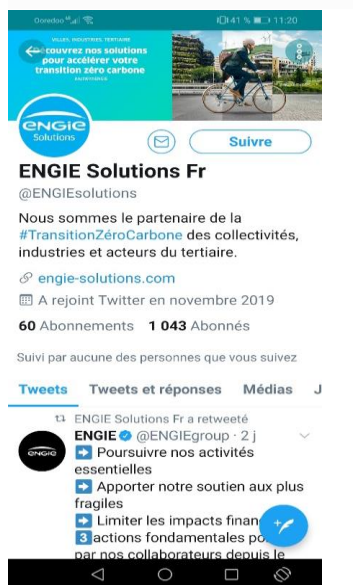 Ooredoo
41 % 11:20
VILLES, INDUSTRIES, TERTIAIRE
Découvrez nos solutions
pour accélérer votre
transition zéro carbone
ENGIE
Solutions
Suivre
ENGIE Solutions Fr
@ENGIEsolutions
Nous sommes le partenaire de la
#TransitionZéroCarbone des collectivités,
industries et acteurs du tertiaire.
engie-solutions.com
A rejoint Twitter en novembre 2019
60 Abonnements 1 043 Abonnés
Suivi par aucune des personnes que vous suivez
Tweets Tweets et réponses Médias J
ENGIE Solutions Fr a retweeté
ENGIE @ENGIEgroup · 2 j
ENGIE
➡ Poursuivre nos activités
essentielles
➡ Apporter notre soutien aux plus
fragiles
➡ Limiter les impacts finan
3 actions fondamentales po
par nos collaborateurs depuis le